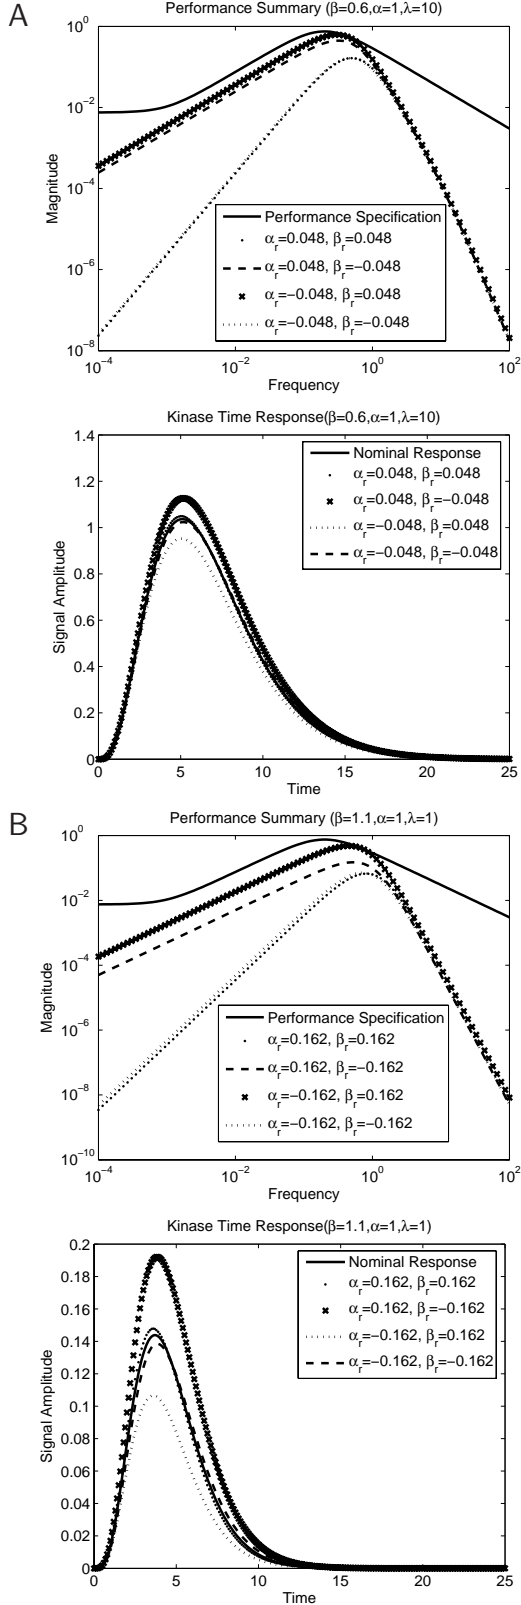 A
Performance Summary (β=0.6,α=1,λ=10)
10^0
10^−2
10^−4
10^−6
10^−8
Magnitude
Performance Specification
α_r=0.048, β_r=0.048
α_r=0.048, β_r=−0.048
α_r=−0.048, β_r=0.048
α_r=−0.048, β_r=−0.048
10^−4 10^−2 10^0 10^2
Frequency
Kinase Time Response(β=0.6,α=1,λ=10)
1.4
1.2
1
0.8
0.6
0.4
0.2
0
Signal Amplitude
Nominal Response
α_r=0.048, β_r=0.048
α_r=0.048, β_r=−0.048
α_r=−0.048, β_r=0.048
α_r=−0.048, β_r=−0.048
0 5 10 15 20 25
Time
B
Performance Summary (β=1.1,α=1,λ=1)
10^0
10^−2
10^−4
10^−6
10^−8
10^−10
Magnitude
Performance Specification
α_r=0.162, β_r=0.162
α_r=0.162, β_r=−0.162
α_r=−0.162, β_r=0.162
α_r=−0.162, β_r=−0.162
10^−4 10^−2 10^0 10^2
Frequency
Kinase Time Response(β=1.1,α=1,λ=1)
0.2
0.18
0.16
0.14
0.12
0.1
0.08
0.06
0.04
0.02
0
Signal Amplitude
Nominal Response
α_r=0.162, β_r=0.162
α_r=0.162, β_r=−0.162
α_r=−0.162, β_r=0.162
α_r=−0.162, β_r=−0.162
0 5 10 15 20 25
Time